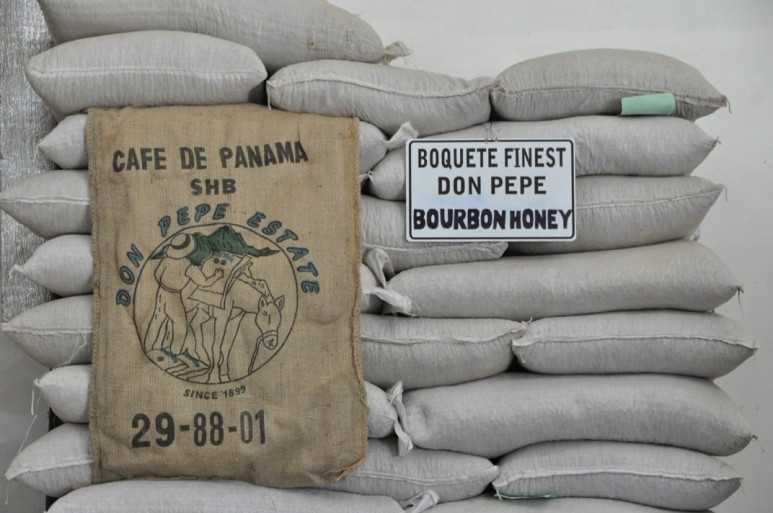 CAFE DE PANAMA
SHB
DON PEPE ESTATE
SINCE 1899
29-88-01
BOQUETE FINEST
DON PEPE
BOURBON HONEY